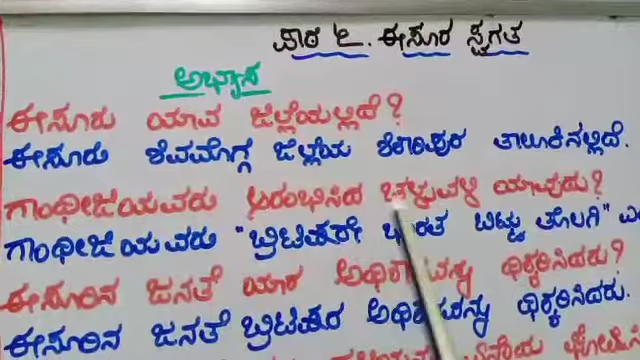 ಪಾಠ ೭. ಈಸೂರ ಸ್ವಗತ
ಅಭ್ಯಾಸ
ಈಸೂರು ಯಾವ ಜಿಲ್ಲೆಯಲ್ಲಿದೆ?
ಈಸೂರು ಶಿವಮೊಗ್ಗ ಜಿಲ್ಲೆಯ ಶಿಕಾರಿಪುರ ತಾಲೂಕಿನಲ್ಲಿದೆ.
ಗಾಂಧೀಜಿಯವರು ಆರಂಭಿಸಿದ ಚಳುವಳಿ ಯಾವುದು?
ಗಾಂಧೀಜಿಯವರು "ಬ್ರಿಟಿಷರೇ ಭಾರತ ಬಿಟ್ಟು ತೊಲಗಿ"
ಈಸೂರಿನ ಜನತೆ ಯಾರ ಅಧಿಕಾರವನ್ನು ಧಿಕ್ಕರಿಸಿದರು?
ಈಸೂರಿನ ಜನತೆ ಬ್ರಿಟಿಷರ ಅಧಿಕಾರವನ್ನು ಧಿಕ್ಕರಿಸಿದರು.